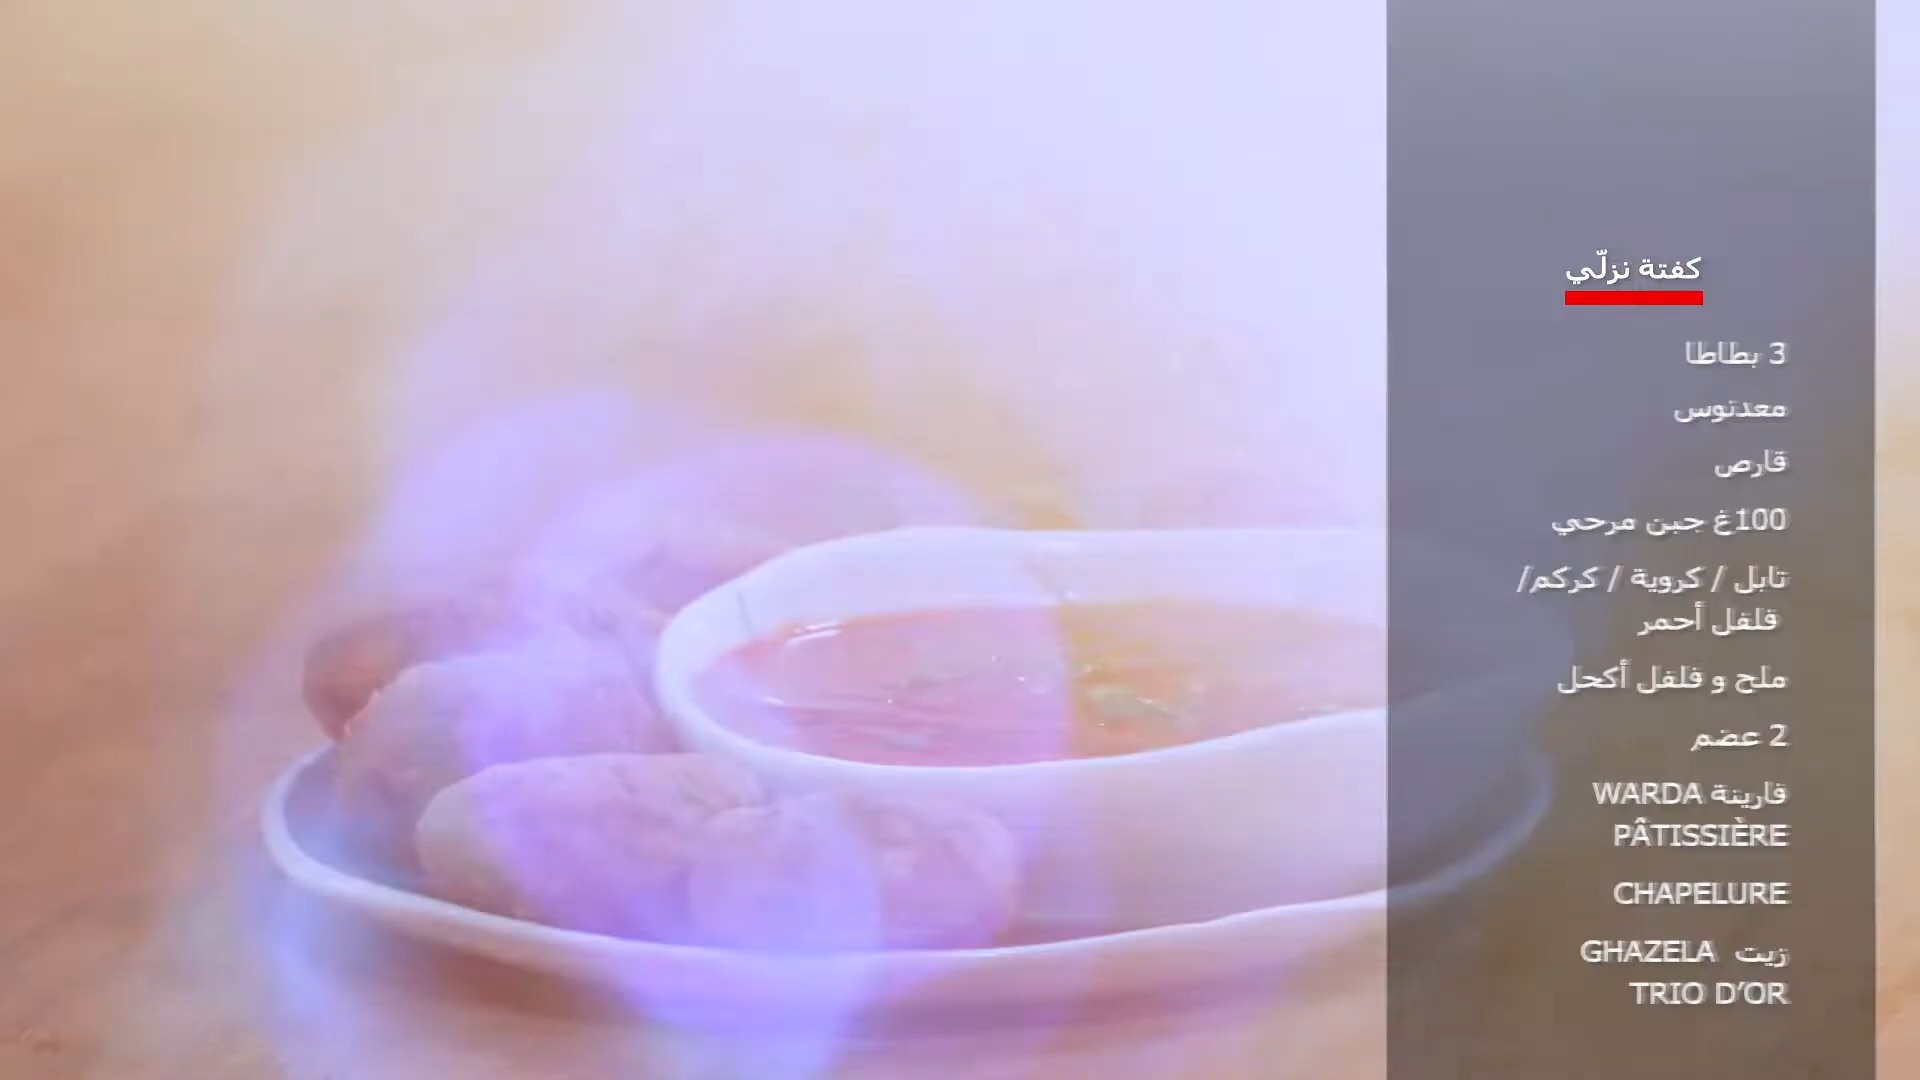 كفتة نزلّي
3 بطاطا
معدنوس
قارص
100غ جبن مرحي
تابل / كروية / كركم/
فلفل أحمر
ملح و فلفل أكحل
2 عضم
فارينة WARDA
PÂTISSIÈRE
CHAPELURE
زيت GHAZELA
TRIO D’OR